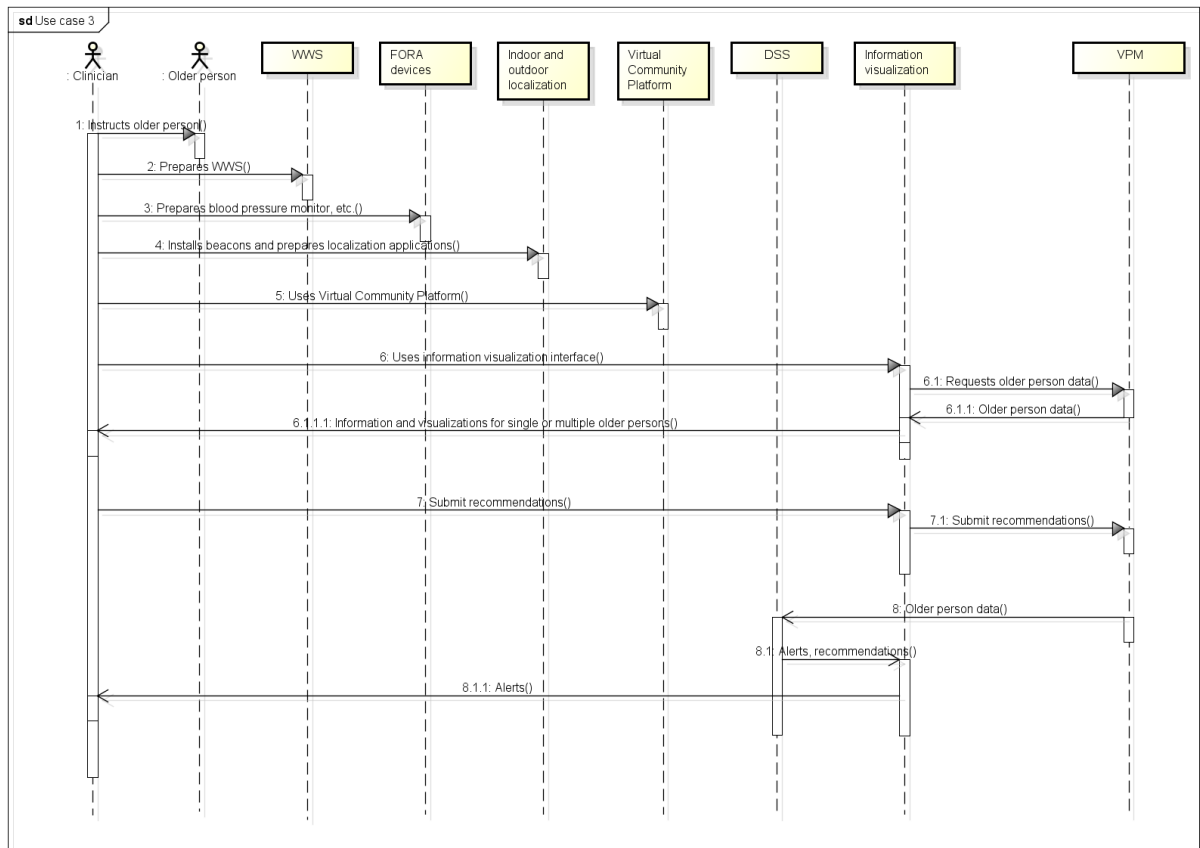 sd Use case 3
: Clinician
: Older person
WWS
FORA
devices
Indoor and
outdoor
localization
Virtual
Community
Platform
DSS
Information
visualization
VPM
1: Instructs older person()
2: Prepares WWS()
3: Prepares blood pressure monitor, etc.()
4: Installs beacons and prepares localization applications()
5: Uses Virtual Community Platform()
6: Uses information visualization interface()
6.1: Requests older person data()
6.1.1: Older person data()
6.1.1.1: Information and visualizations for single or multiple older persons()
7: Submit recommendations()
7.1: Submit recommendations()
8: Older person data()
8.1: Alerts, recommendations()
8.1.1: Alerts()